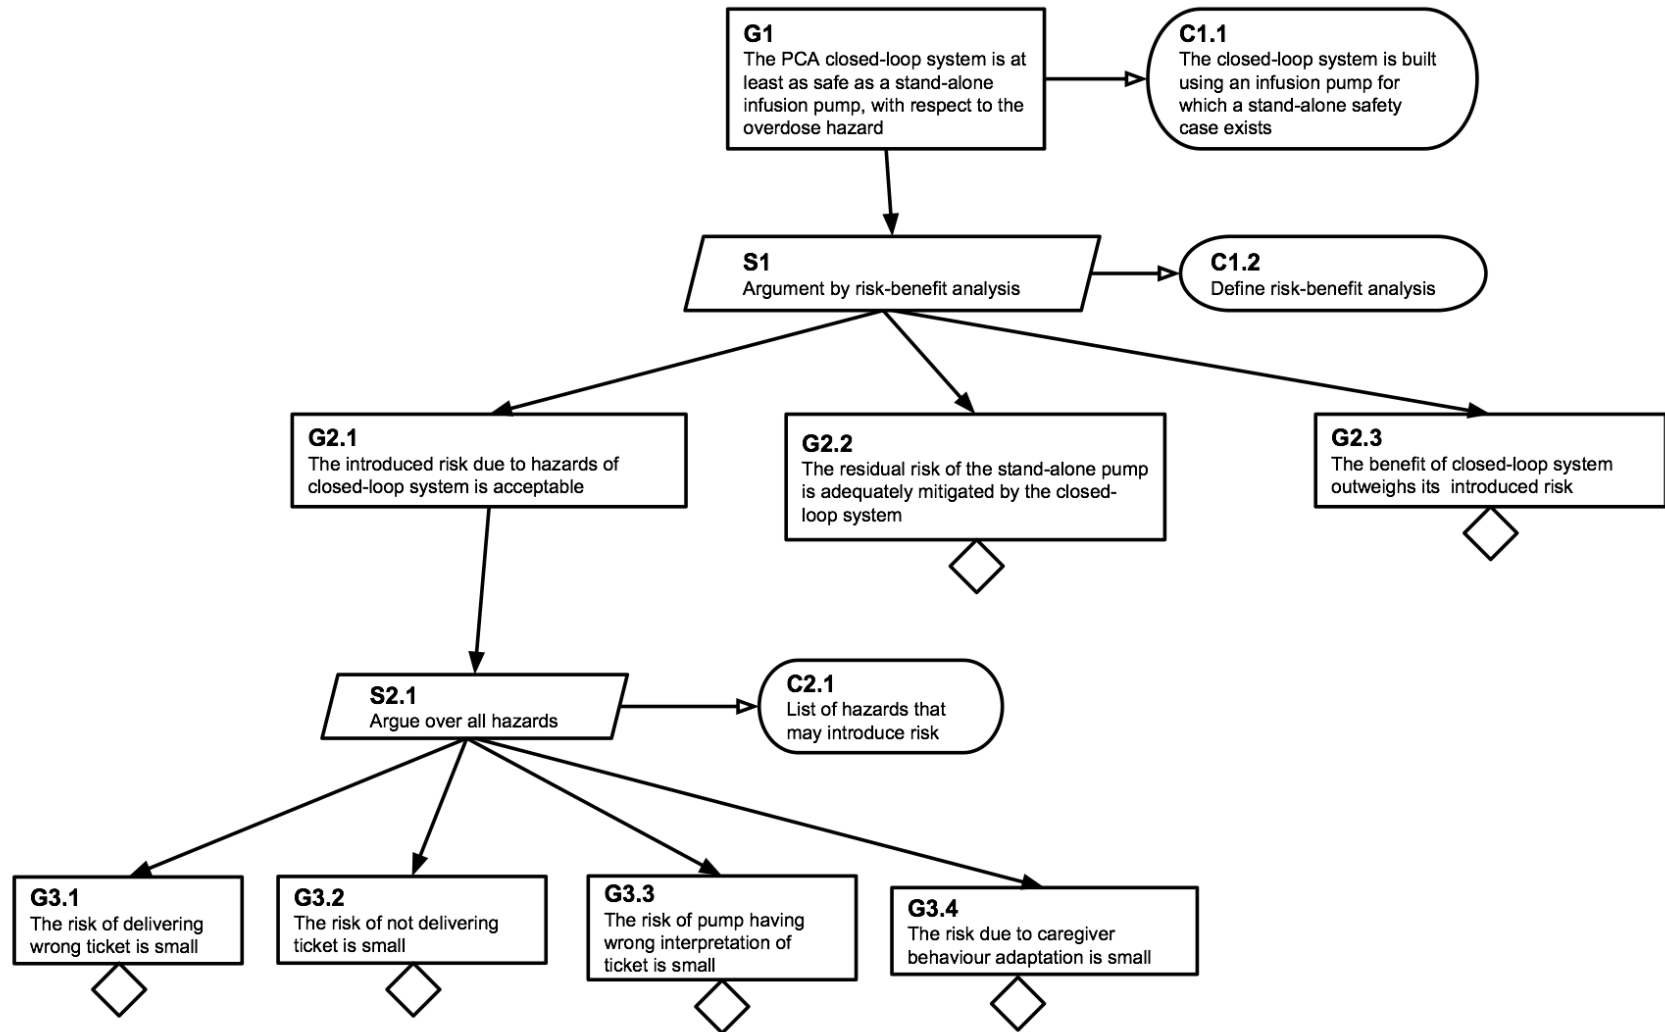 G1
The PCA closed-loop system is at
least as safe as a stand-alone
infusion pump, with respect to the
overdose hazard
C1.1
The closed-loop system is built
using an infusion pump for
which a stand-alone safety
case exists
S1
Argument by risk-benefit analysis
C1.2
Define risk-benefit analysis
G2.1
The introduced risk due to hazards of
closed-loop system is acceptable
G2.2
The residual risk of the stand-alone pump
is adequately mitigated by the closed-
loop system
G2.3
The benefit of closed-loop system
outweighs its introduced risk
S2.1
Argue over all hazards
C2.1
List of hazards that
may introduce risk
G3.1
The risk of delivering
wrong ticket is small
G3.2
The risk of not delivering
ticket is small
G3.3
The risk of pump having
wrong interpretation of
ticket is small
G3.4
The risk due to caregiver
behaviour adaptation is small